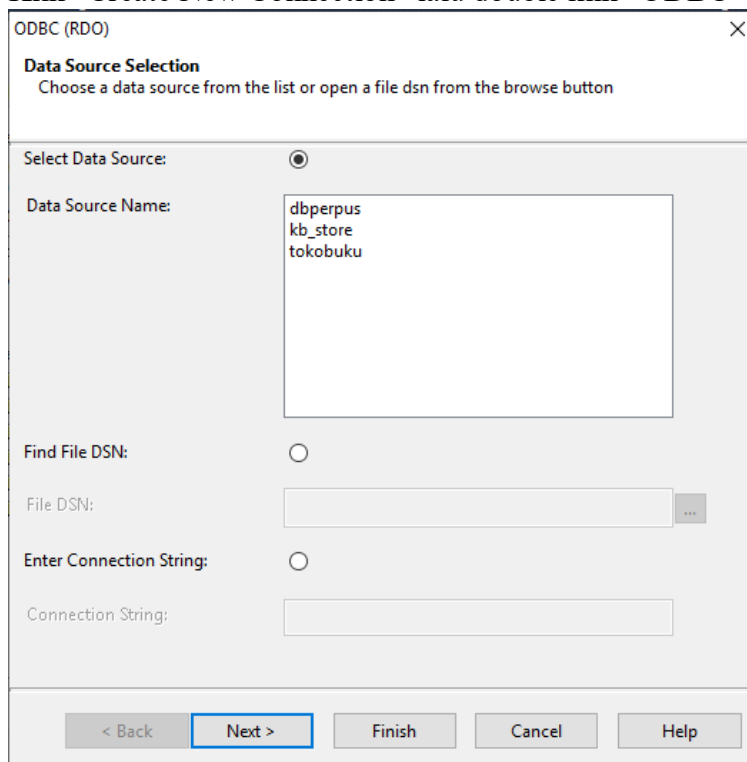 ODBC (RDO)
Data Source Selection
Choose a data source from the list or open a file dsn from the browse button
Select Data Source:
Data Source Name:
dbperpus
kb_store
tokobuku
Find File DSN:
File DSN:
...
Enter Connection String:
Connection String:
< Back Next > Finish Cancel Help